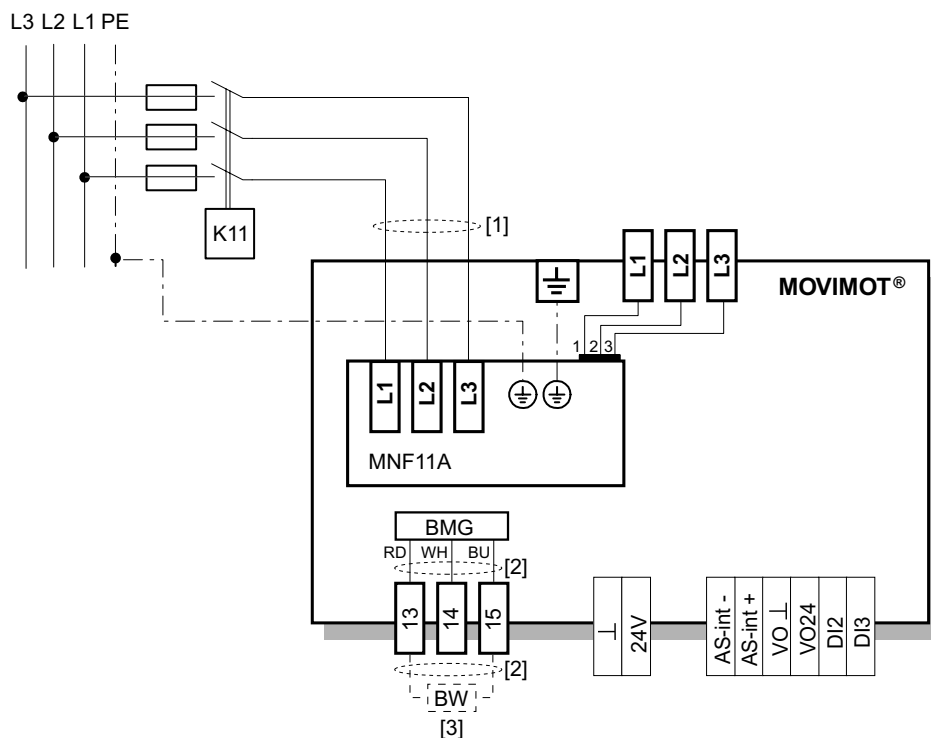 L3 L2 L1 PE
K11
[1]
L1
L2
L3
MOVIMOT®
1 2 3
L1
L2
L3
MNF11A
BMG
RD WH BU
[2]
13
14
15
[2]
BW
[3]
⊥
24V
AS-int -
AS-int +
VO ⊥
VO24
DI2
DI3